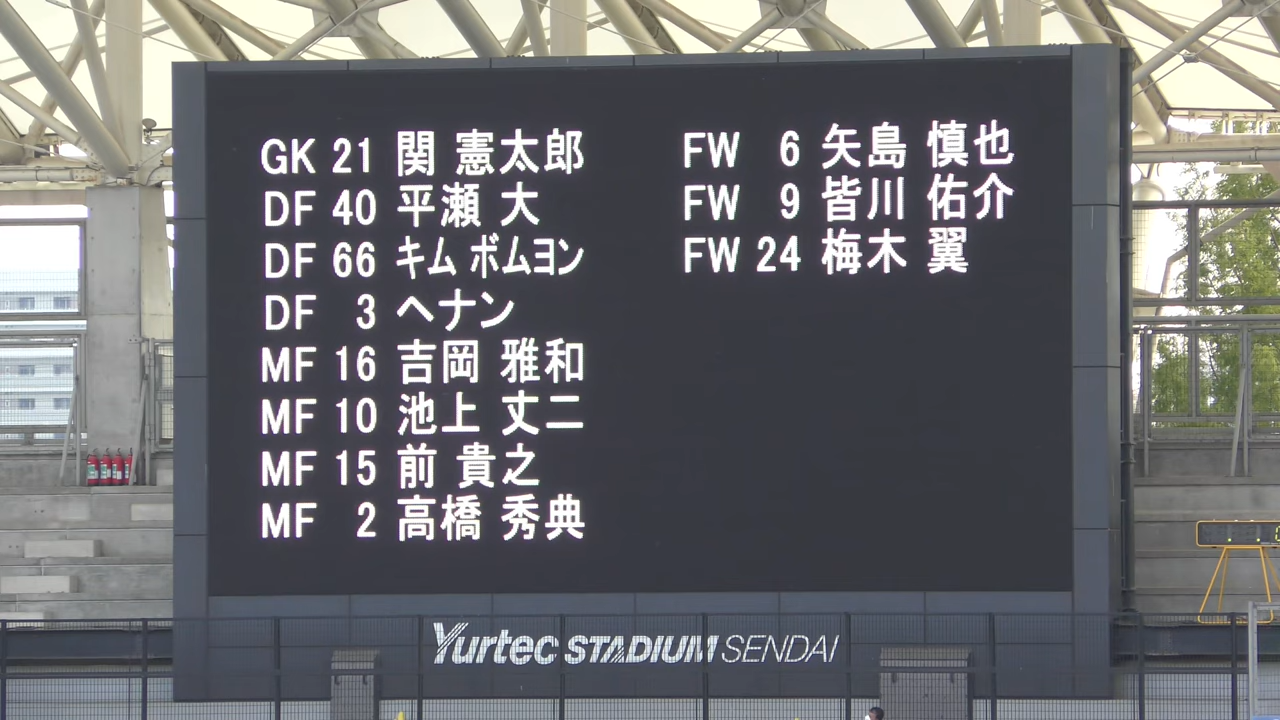 GK 21 関 憲太郎
DF 40 平瀬 大
DF 66 キム ボムヨン
DF 3 ヘナン
MF 16 吉岡 雅和
MF 10 池上 丈二
MF 15 前 貴之
MF 2 高橋 秀典
FW 6 矢島 慎也
FW 9 皆川 佑介
FW 24 梅木 翼
Yurtec STADIUM SENDAI